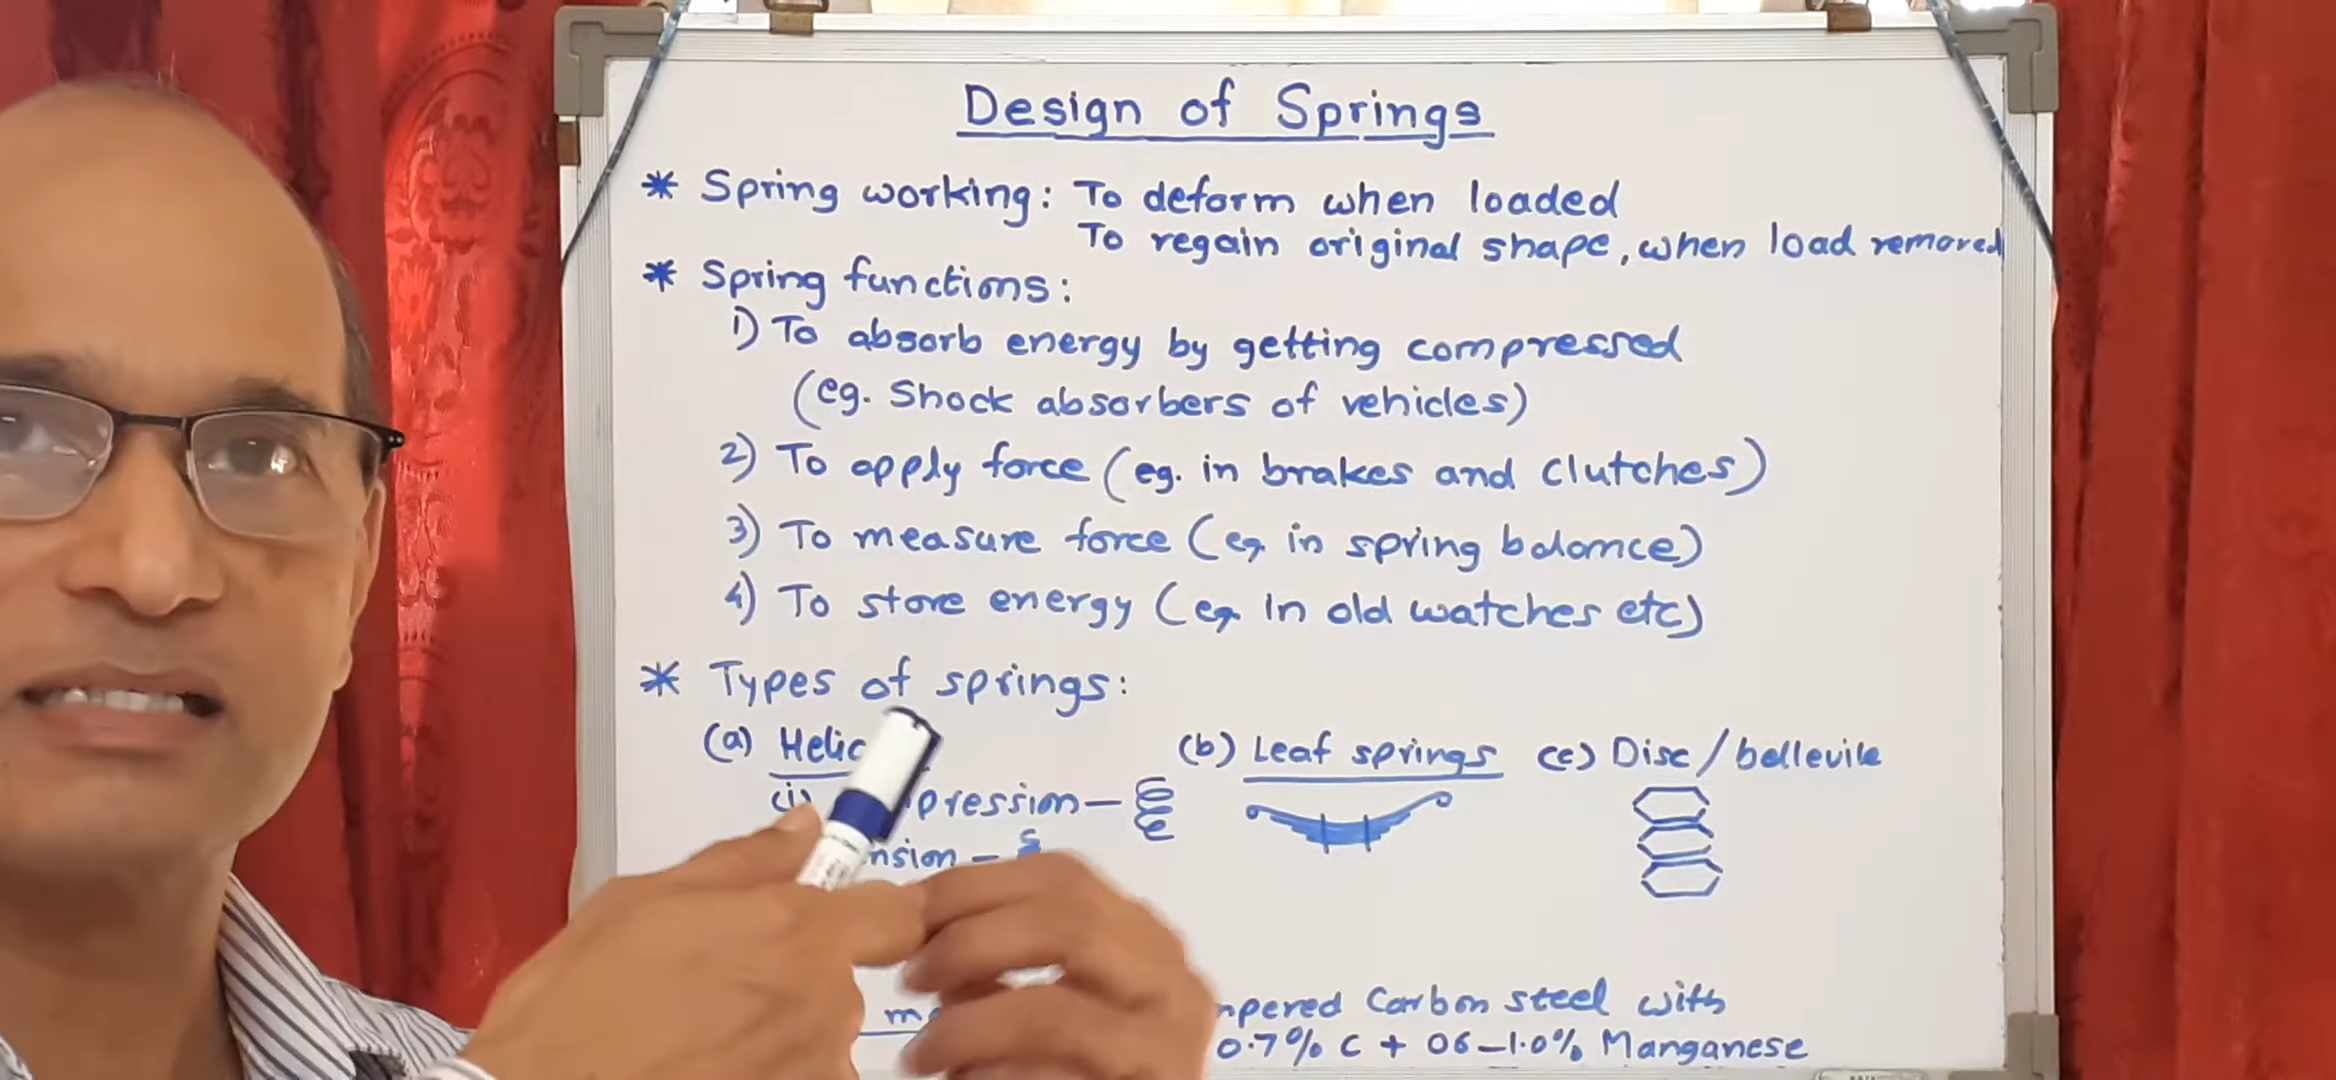 Design of Springs
* Spring working: To deform when loaded
To regain original shape, when load removed
* Spring functions:
1) To absorb energy by getting compressed
(eg. Shock absorbers of vehicles)
2) To apply force (eg. in brakes and clutches)
3) To measure force (eg in spring balance)
4) To store energy (eg in old watches etc)
* Types of springs:
(a) Helic
(i) pression—
nsion —
(b) Leaf springs
(c) Disc/bellevile
mpered Carbon steel with
0.7% C + 06–1.0% Manganese